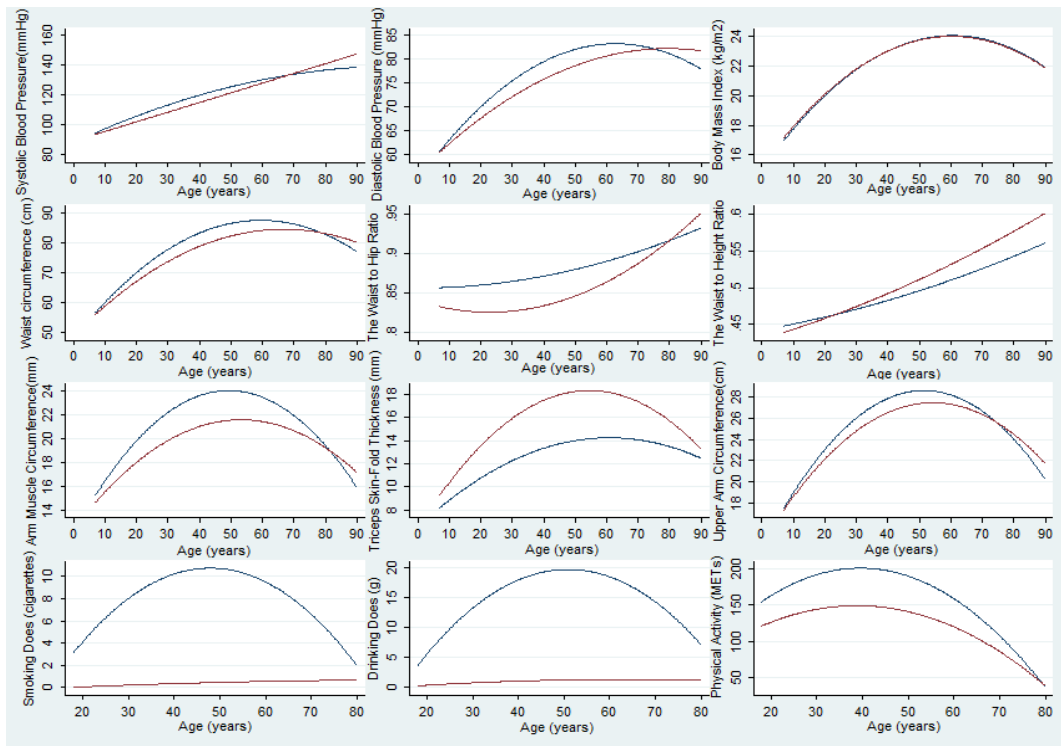 Systolic Blood Pressure(mmHg)
160
140
120
100
80
0 10 20 30 40 50 60 70 80 90
Age (years)
Diastolic Blood Pressure (mmHg)
85
80
75
70
65
60
0 10 20 30 40 50 60 70 80 90
Age (years)
Body Mass Index (kg/m2)
24
22
20
18
16
0 10 20 30 40 50 60 70 80 90
Age (years)
Waist circumference (cm)
90
80
70
60
50
0 10 20 30 40 50 60 70 80 90
Age (years)
The Waist to Hip Ratio
.95
.9
.85
.8
0 10 20 30 40 50 60 70 80 90
Age (years)
The Waist to Height Ratio
.6
.55
.5
.45
0 10 20 30 40 50 60 70 80 90
Age (years)
Arm Muscle Circumference(mm)
24
22
20
18
16
14
0 10 20 30 40 50 60 70 80 90
Age (years)
Triceps Skin-Fold Thickness (mm)
18
16
14
12
10
8
0 10 20 30 40 50 60 70 80 90
Age (years)
Upper Arm Circumference(cm)
28
26
24
22
20
18
0 10 20 30 40 50 60 70 80 90
Age (years)
Smoking Does (cigarettes)
10
8
6
4
2
0
20 30 40 50 60 70 80
Age (years)
Drinking Does (g)
20
15
10
5
0
20 30 40 50 60 70 80
Age (years)
Physical Activity (METs)
200
150
100
50
20 30 40 50 60 70 80
Age (years)